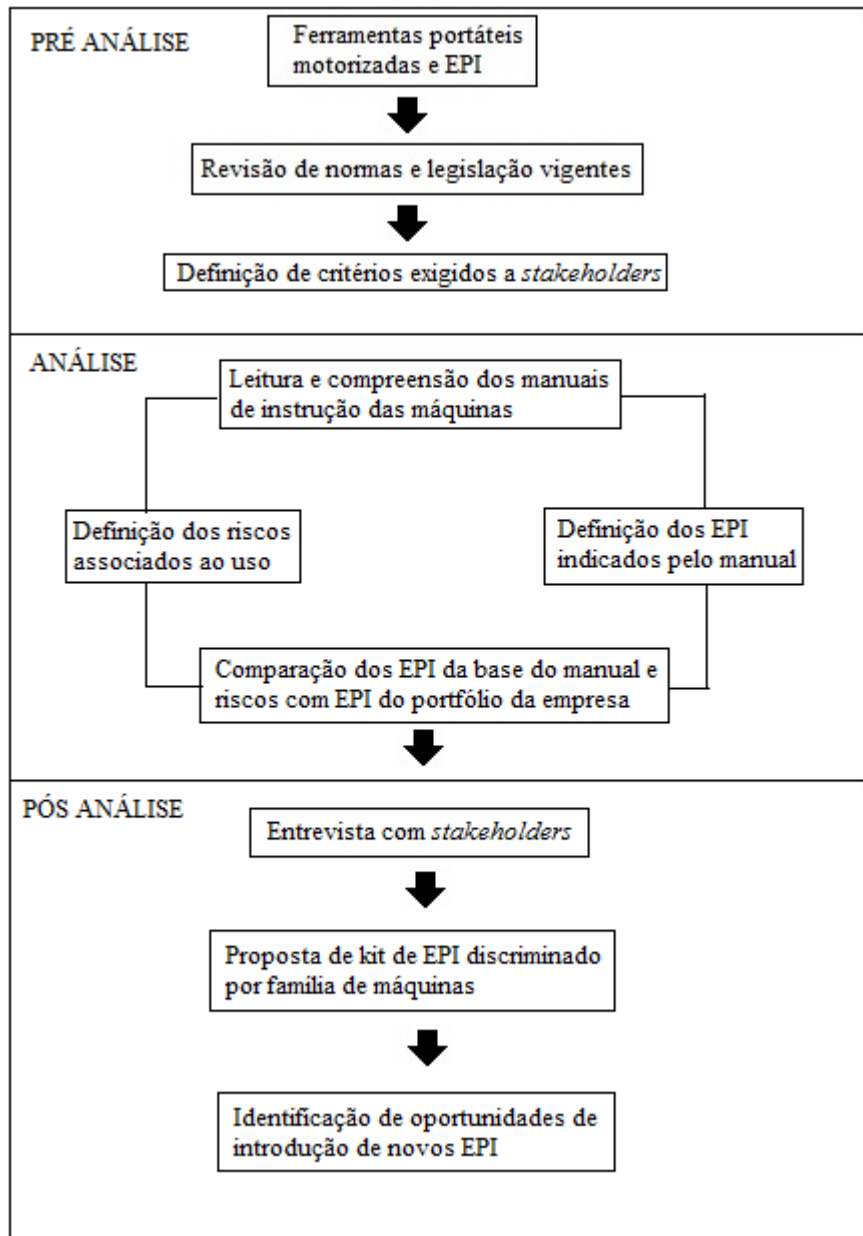 PRÉ ANÁLISE
Ferramentas portáteis
motorizadas e EPI
Revisão de normas e legislação vigentes
Definição de critérios exigidos a stakeholders
ANÁLISE
Leitura e compreensão dos manuais
de instrução das máquinas
Definição dos riscos
associados ao uso
Definição dos EPI
indicados pelo manual
Comparação dos EPI da base do manual e
riscos com EPI do portfólio da empresa
PÓS ANÁLISE
Entrevista com stakeholders
Proposta de kit de EPI discriminado
por família de máquinas
Identificação de oportunidades de
introdução de novos EPI